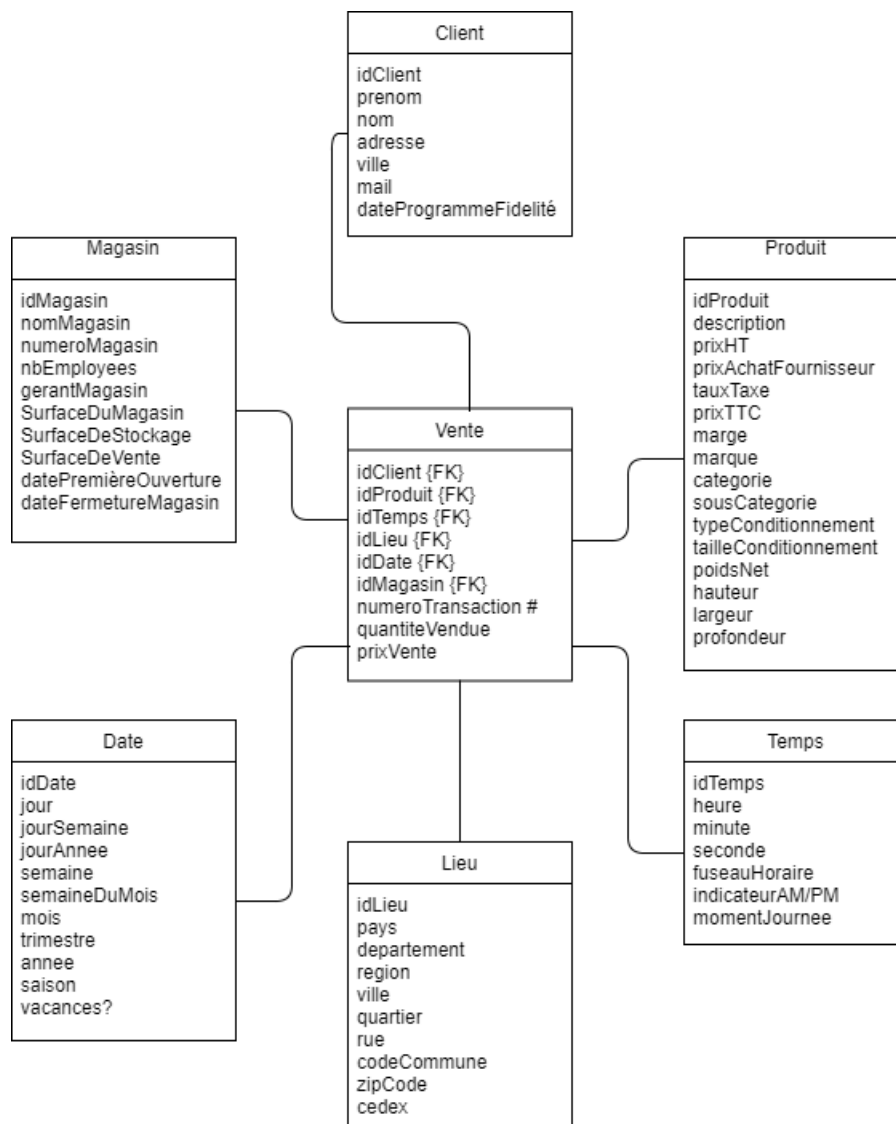 Client
idClient
prenom
nom
adresse
ville
mail
dateProgrammeFidelité
Magasin
idMagasin
nomMagasin
numeroMagasin
nbEmployees
gerantMagasin
SurfaceDuMagasin
SurfaceDeStockage
SurfaceDeVente
datePremièreOuverture
dateFermetureMagasin
Produit
idProduit
description
prixHT
prixAchatFournisseur
tauxTaxe
prixTTC
marge
marque
categorie
sousCategorie
typeConditionnement
tailleConditionnement
poidsNet
hauteur
largeur
profondeur
Vente
idClient {FK}
idProduit {FK}
idTemps {FK}
idLieu {FK}
idDate {FK}
idMagasin {FK}
numeroTransaction #
quantiteVendue
prixVente
Date
idDate
jour
jourSemaine
jourAnnee
semaine
semaineDuMois
mois
trimestre
annee
saison
vacances?
Lieu
idLieu
pays
departement
region
ville
quartier
rue
codeCommune
zipCode
cedex
Temps
idTemps
heure
minute
seconde
fuseauHoraire
indicateurAM/PM
momentJournee